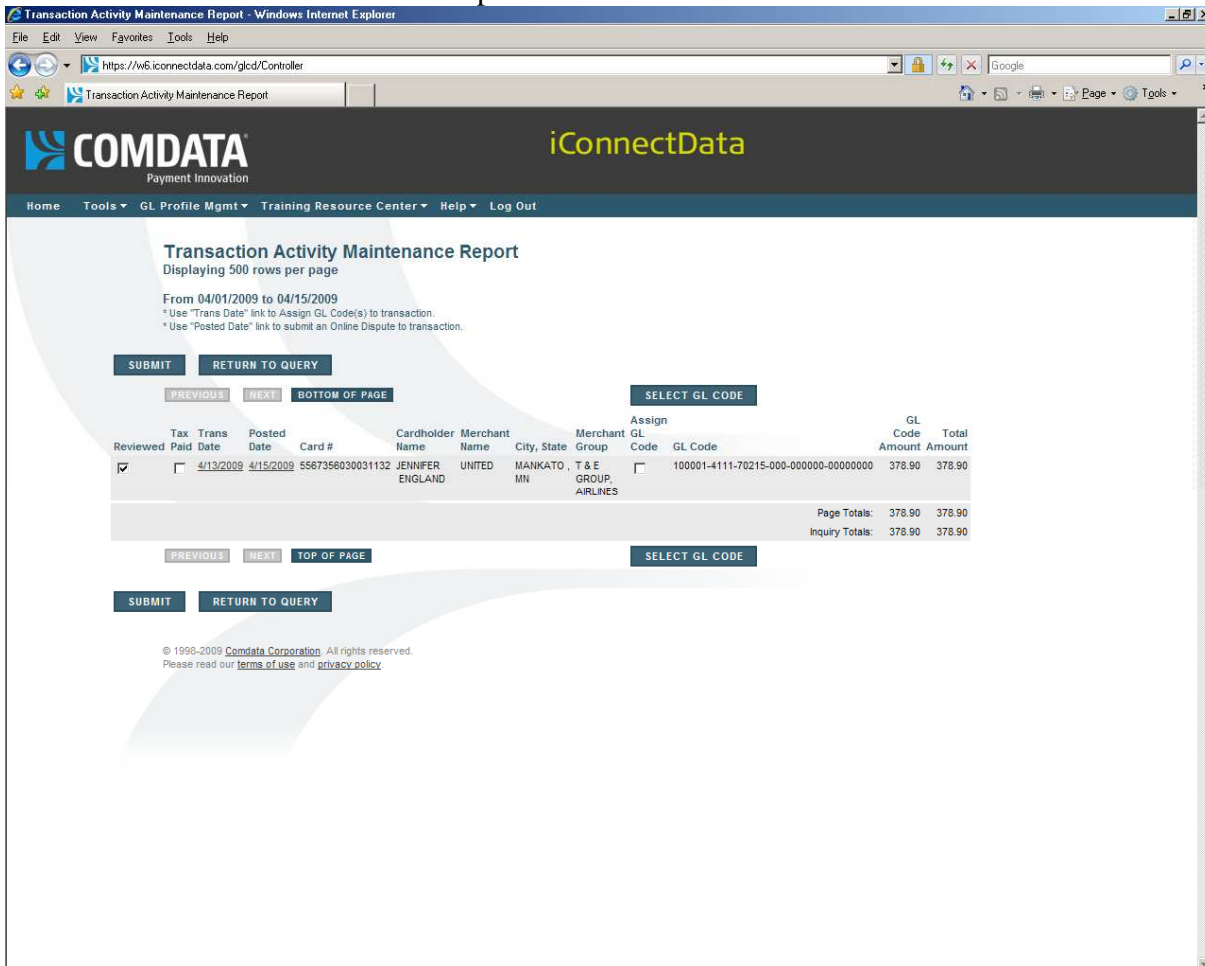 Transaction Activity Maintenance Report - Windows Internet Explorer
File Edit View Favorites Tools Help
https://w6.iconnectdata.com/glcd/Controller Google
Transaction Activity Maintenance Report Page Tools
COMDATA
Payment Innovation
iConnectData
Home Tools GL Profile Mgmt Training Resource Center Help Log Out
Transaction Activity Maintenance Report
Displaying 500 rows per page
From 04/01/2009 to 04/15/2009
* Use "Trans Date" link to Assign GL Code(s) to transaction.
* Use "Posted Date" link to submit an Online Dispute to transaction.
SUBMIT RETURN TO QUERY
PREVIOUS NEXT BOTTOM OF PAGE SELECT GL CODE
Assign GL
Tax Trans Posted Cardholder Merchant Merchant GL Code Total
Reviewed Paid Date Date Card # Name Name City, State Group Code GL Code Amount Amount
4/13/2009 4/15/2009 5567356030031132 JENNIFER UNITED MANKATO , T & E 100001-4111-70215-000-000000-00000000 378.90 378.90
ENGLAND MN GROUP,
AIRLINES
Page Totals: 378.90 378.90
Inquiry Totals: 378.90 378.90
PREVIOUS NEXT TOP OF PAGE SELECT GL CODE
SUBMIT RETURN TO QUERY
© 1998-2009 Comdata Corporation. All rights reserved.
Please read our terms of use and privacy policy.